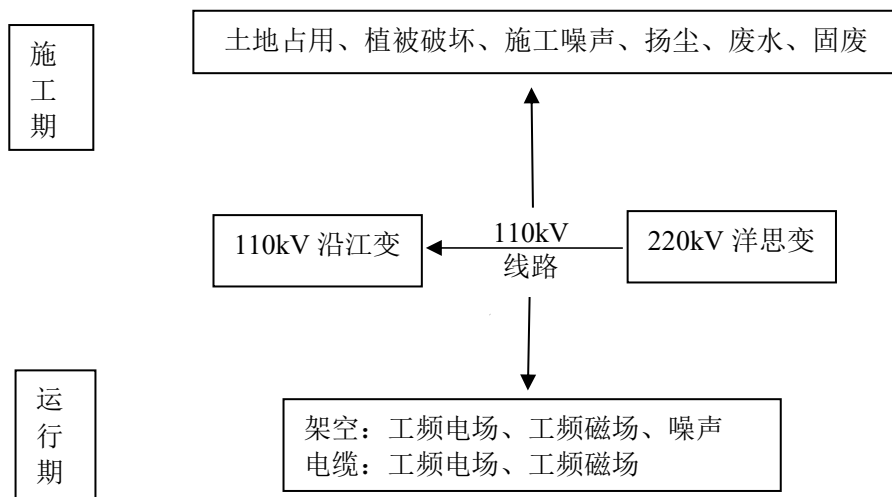 施
工
期
土地占用、植被破坏、施工噪声、扬尘、废水、固废
110kV 沿江变
110kV
线路
220kV 洋思变
运
行
期
架空：工频电场、工频磁场、噪声
电缆：工频电场、工频磁场